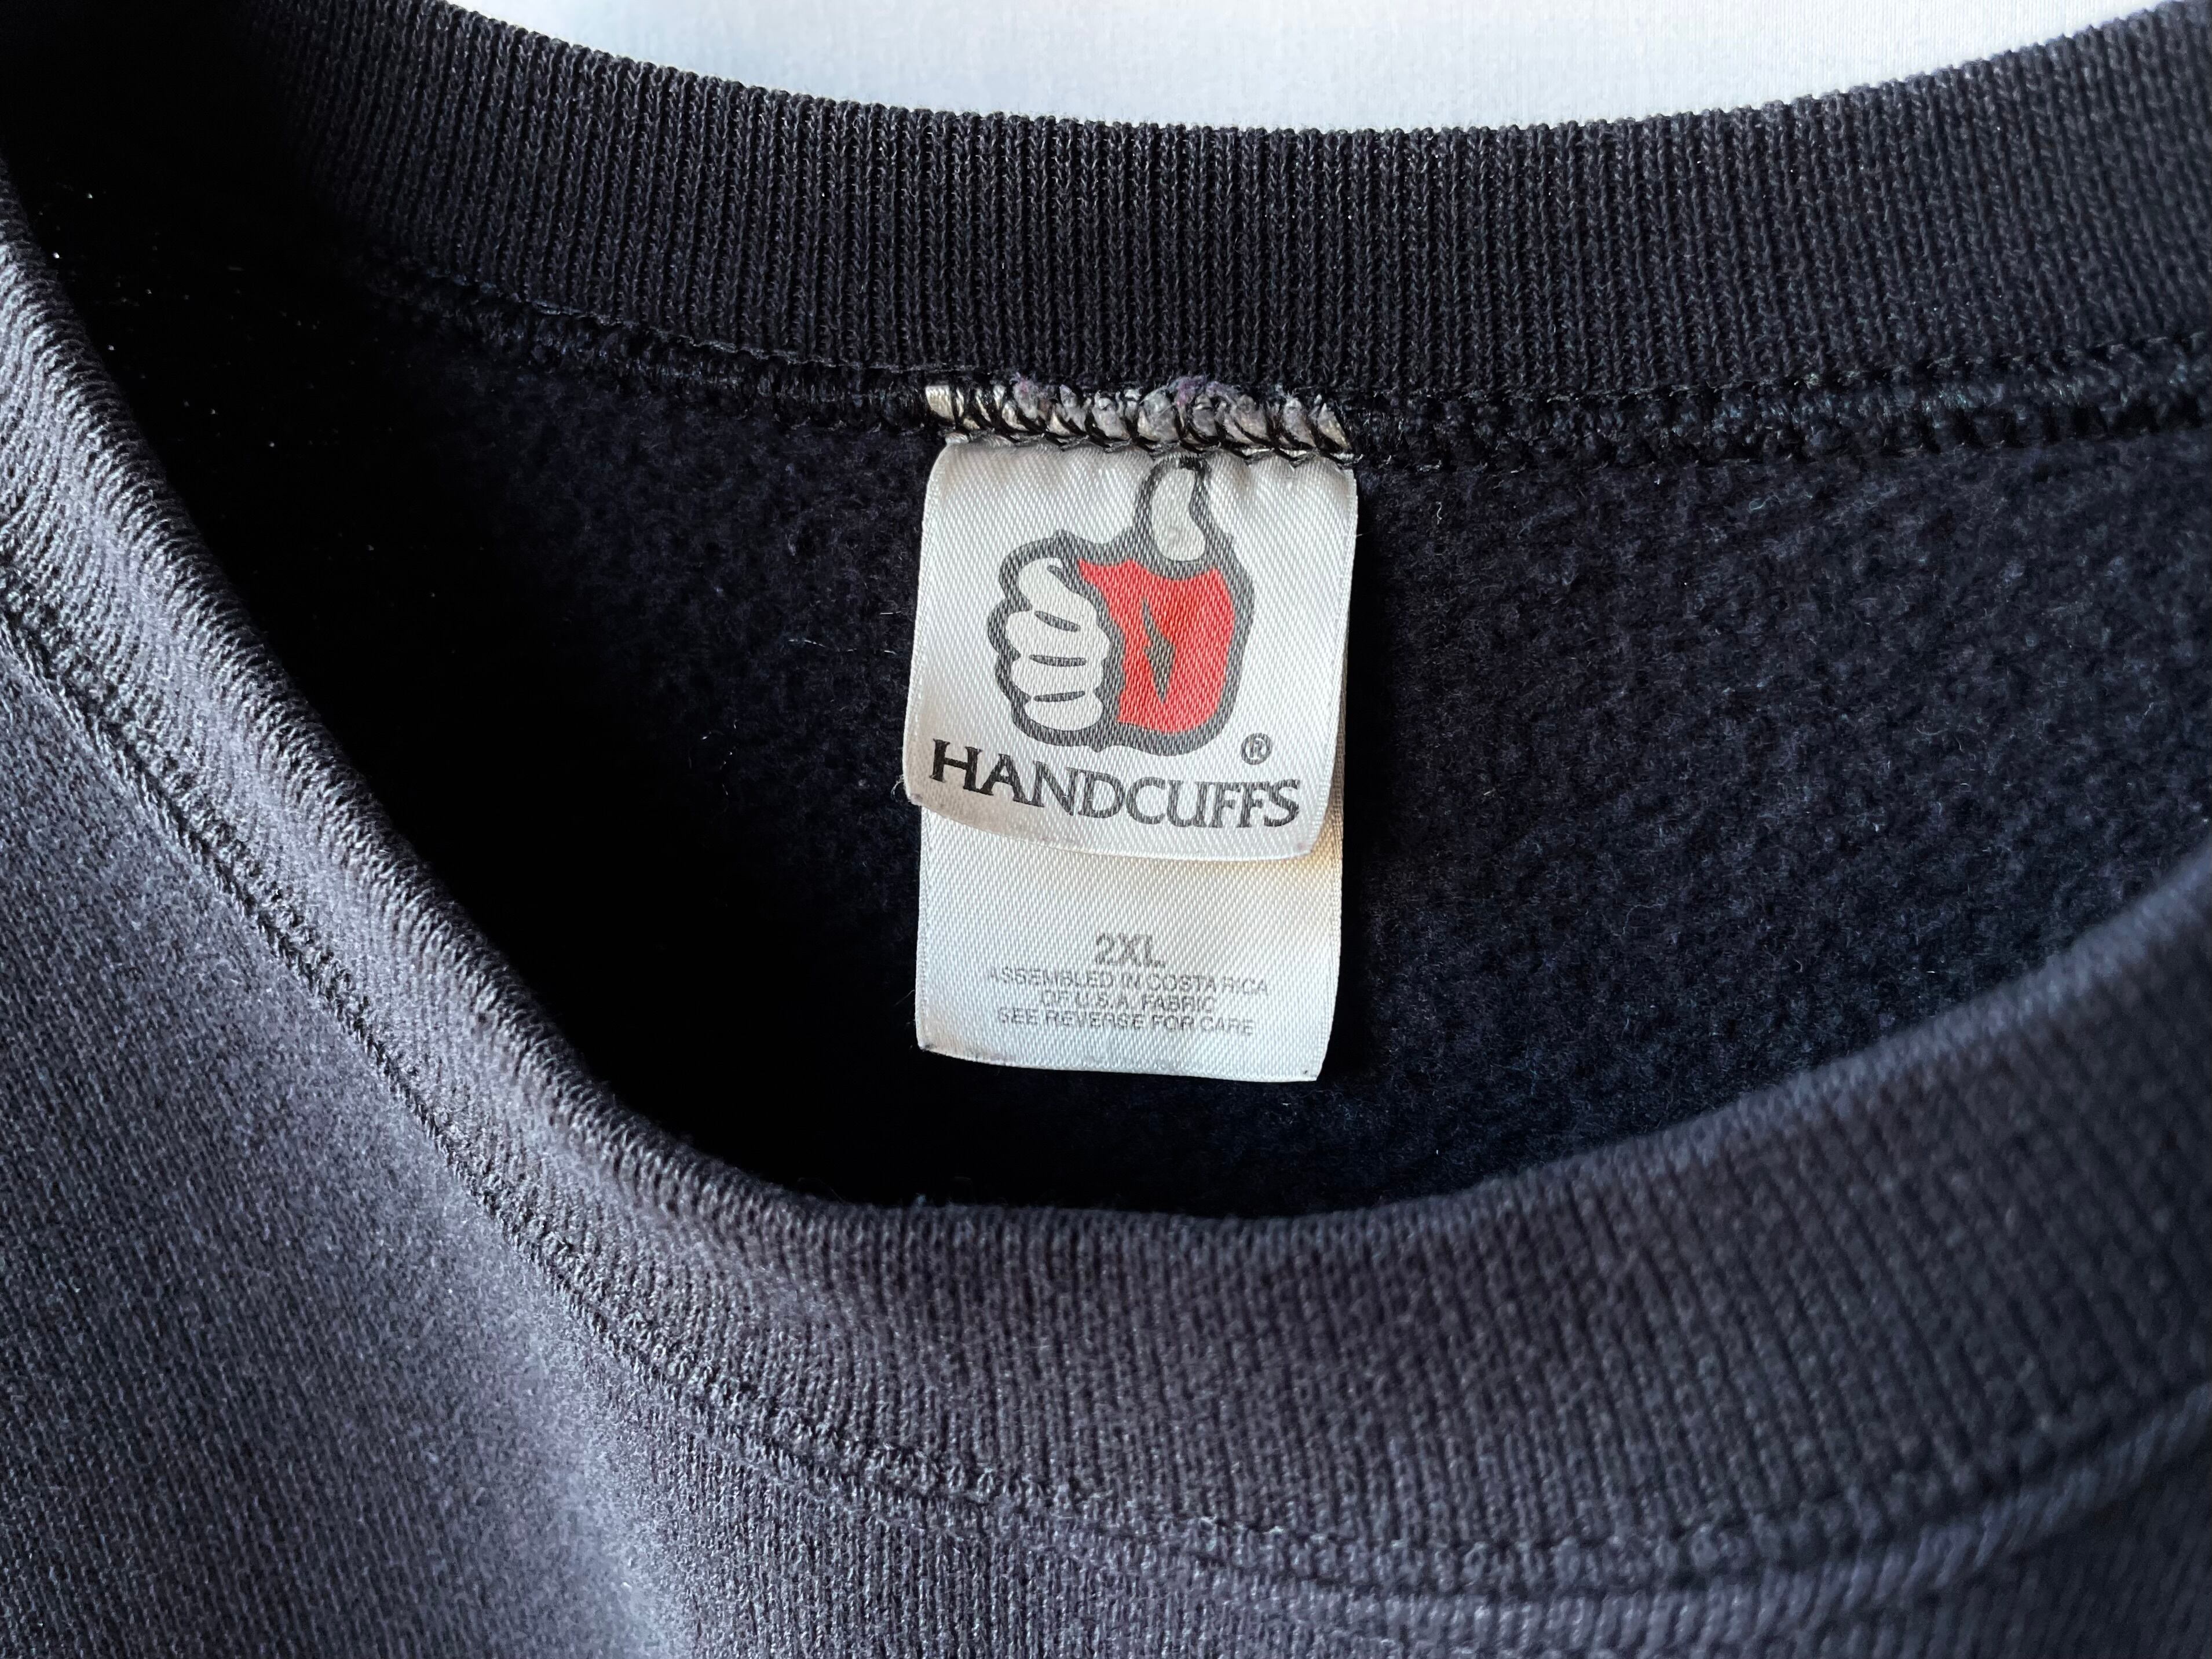 ®
HANDCUFFS
2XL
ASSEMBLED IN COSTA RICA
OF U.S.A. FABRIC
SEE REVERSE FOR CARE